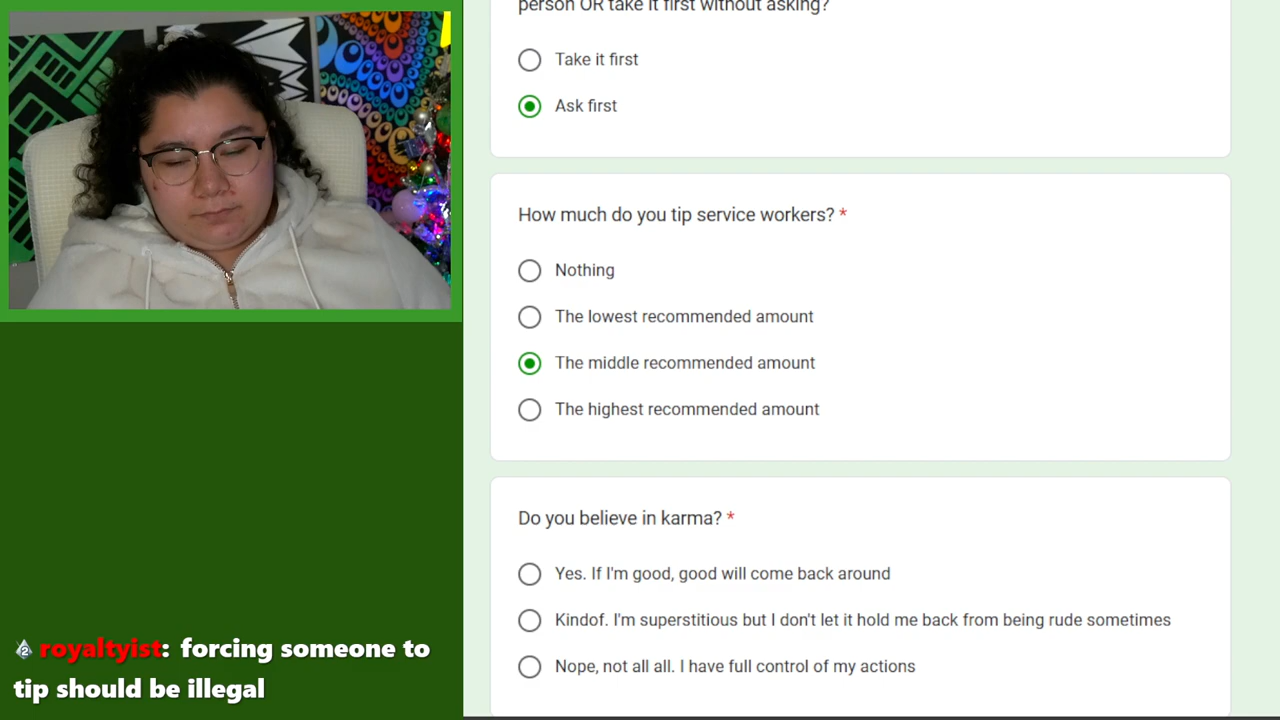 person OR take it first without asking?
Take it first
Ask first
How much do you tip service workers? *
Nothing
The lowest recommended amount
The middle recommended amount
The highest recommended amount
Do you believe in karma? *
Yes. If I'm good, good will come back around
Kindof. I'm superstitious but I don't let it hold me back from being rude sometimes
Nope, not all all. I have full control of my actions
2 royaltyist: forcing someone to
tip should be illegal